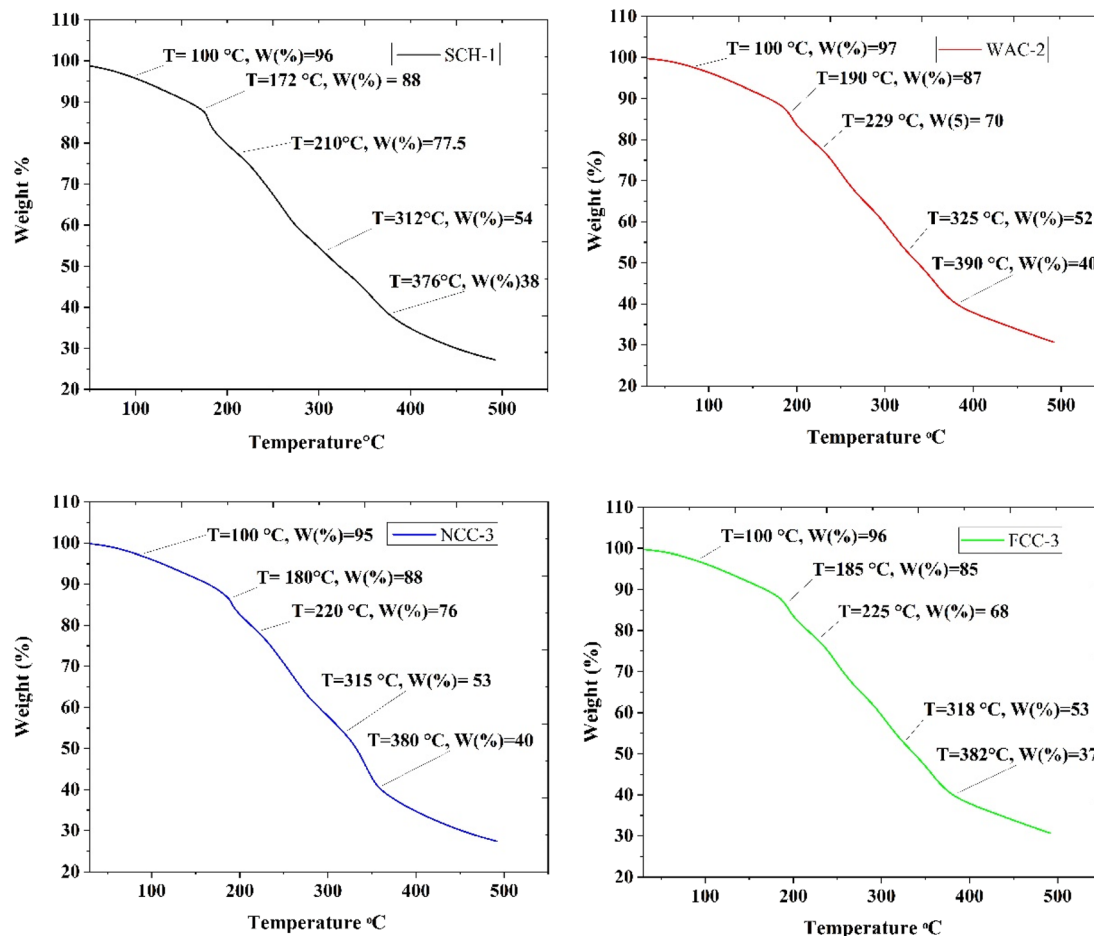 110
100
90
80
70
60
50
40
30
20
Weight %
T= 100 °C, W(%)=96
SCH-1
T=172 °C, W(%) = 88
T=210°C, W(%)=77.5
T=312°C, W(%)=54
T=376°C, W(%)38
100 200 300 400 500
Temperature°C
110
100
90
80
70
60
50
40
30
20
Weight (%)
T= 100 °C, W(%)=97
WAC-2
T=190 °C, W(%)=87
T=229 °C, W(5)= 70
T=325 °C, W(%)=52
T=390 °C, W(%)=40
100 200 300 400 500
Temperature °C
110
100
90
80
70
60
50
40
30
20
Weight (%)
T=100 °C, W(%)=95
NCC-3
T= 180°C, W(%)=88
T=220 °C, W(%)=76
T=315 °C, W(%)= 53
T=380 °C, W(%)=40
100 200 300 400 500
Temperature °C
110
100
90
80
70
60
50
40
30
20
Weight (%)
T=100 °C, W(%)=96
FCC-3
T=185 °C, W(%)=85
T=225 °C, W(%)= 68
T=318 °C, W(%)=53
T=382°C, W(%)=37
100 200 300 400 500
Temperature °C